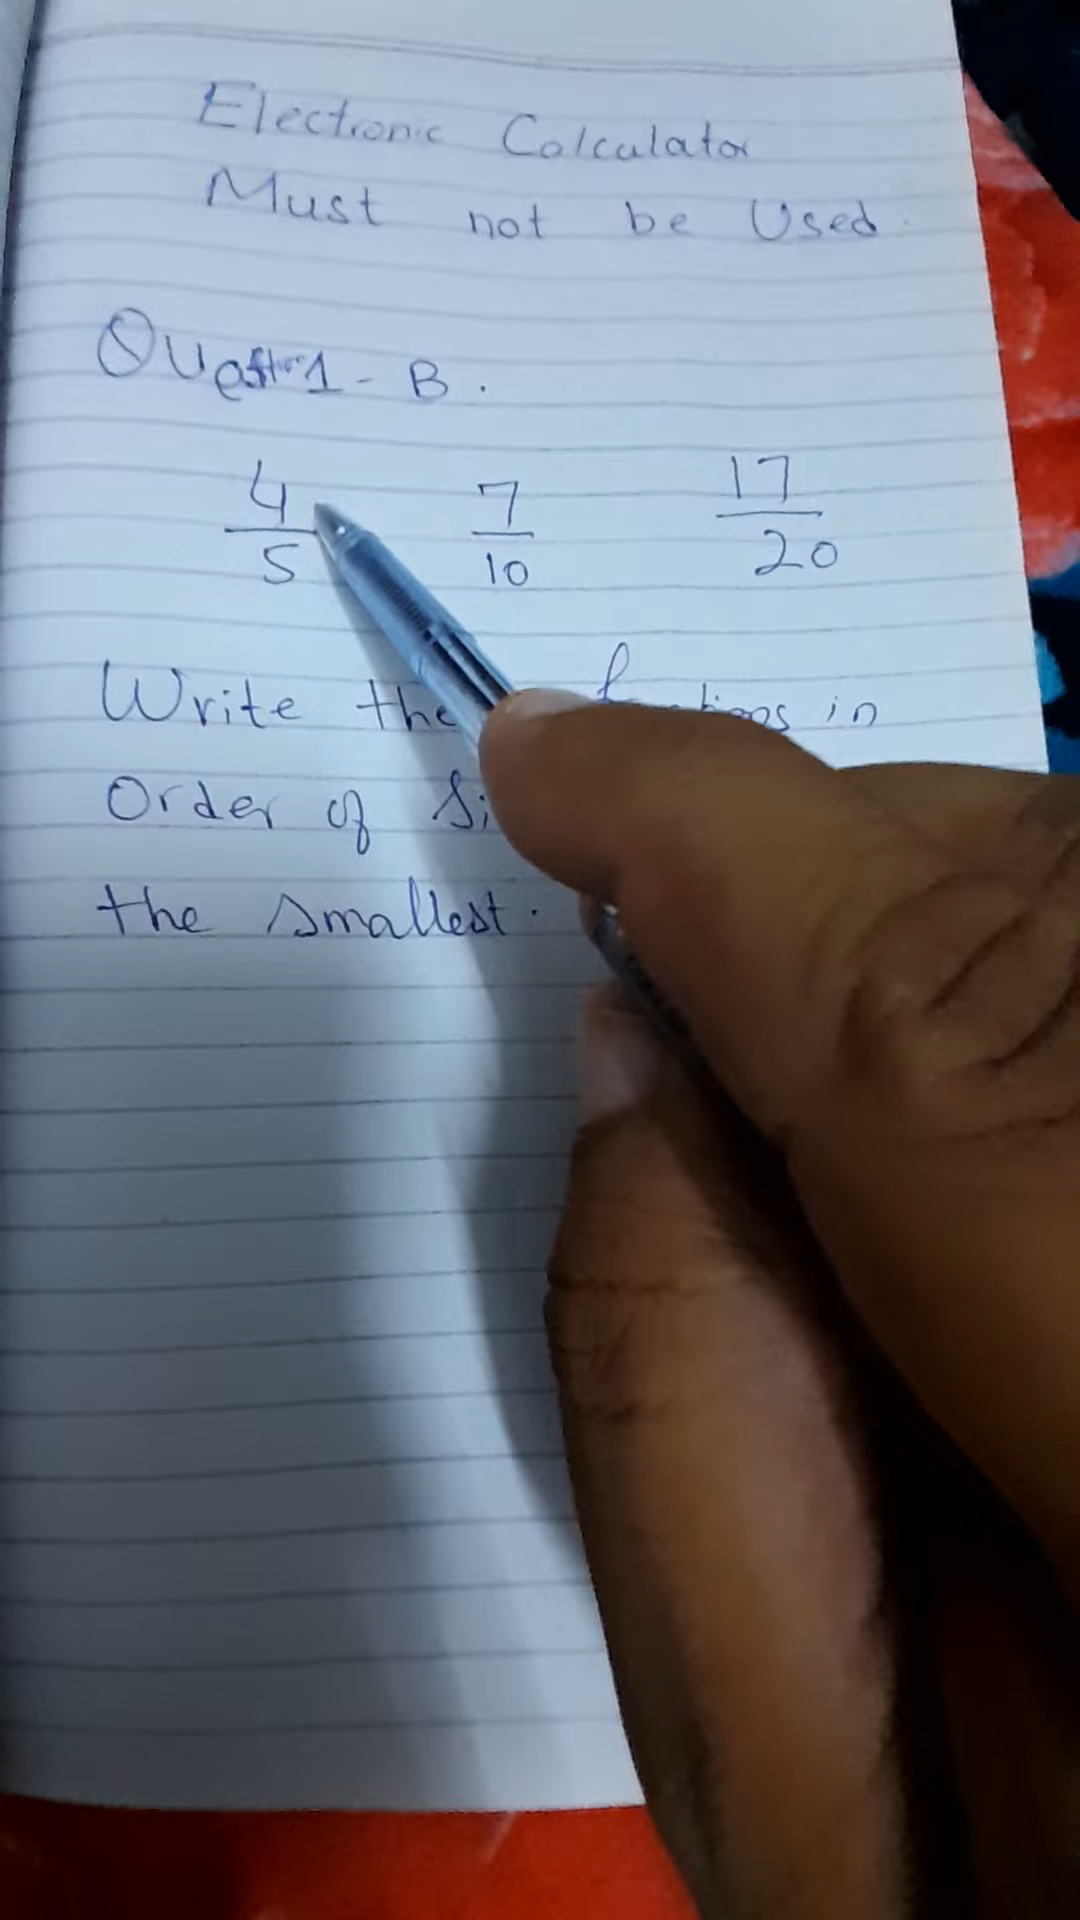 Electronic Calculator
Must not be Used.
1 - B.
4 7 17
5 10 20
Write the in
Order of
the smallest.